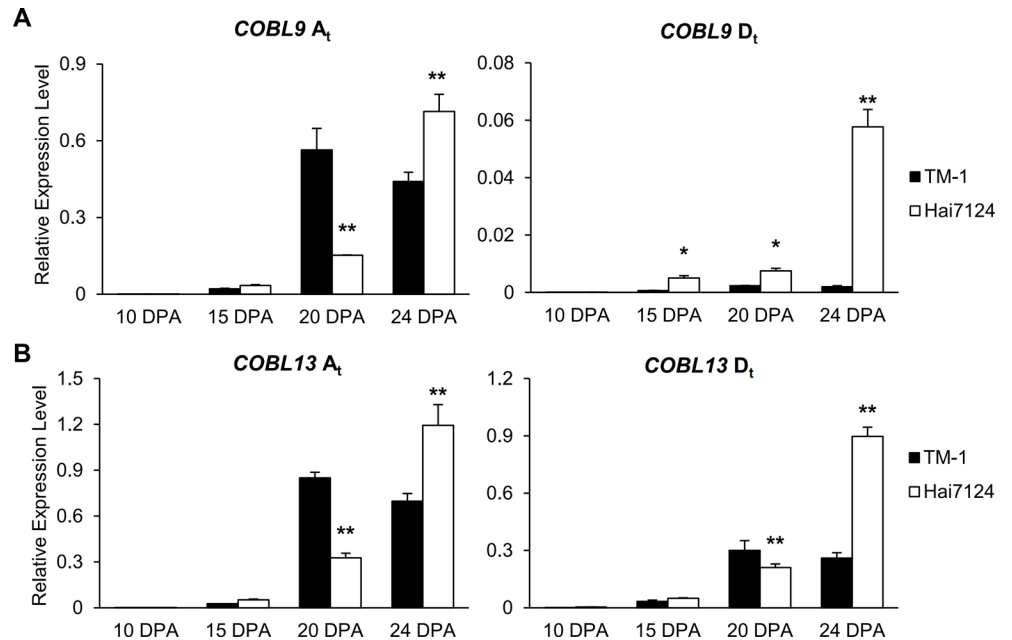 A
COBL9 At
COBL9 Dt
Relative Expression Level
0.9
0.6
0.3
0
**
**
10 DPA 15 DPA 20 DPA 24 DPA
0.08
0.06
0.04
0.02
0
*
*
**
10 DPA 15 DPA 20 DPA 24 DPA
TM-1
Hai7124
B
COBL13 At
COBL13 Dt
Relative Expression Level
1.5
1.2
0.9
0.6
0.3
0
**
**
10 DPA 15 DPA 20 DPA 24 DPA
1.2
0.9
0.6
0.3
0
**
**
10 DPA 15 DPA 20 DPA 24 DPA
TM-1
Hai7124